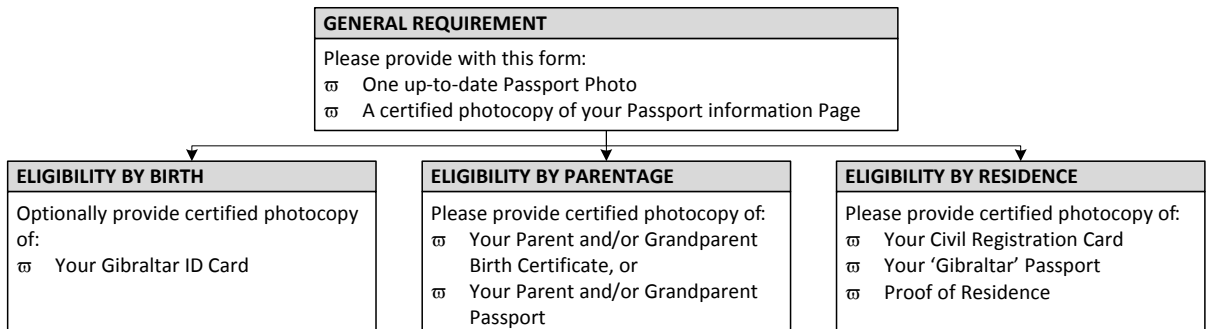 GENERAL REQUIREMENT
Please provide with this form:
ϖ One up-to-date Passport Photo
ϖ A certified photocopy of your Passport information Page
ELIGIBILITY BY BIRTH
Optionally provide certified photocopy
of:
ϖ Your Gibraltar ID Card
ELIGIBILITY BY PARENTAGE
Please provide certified photocopy of:
ϖ Your Parent and/or Grandparent
Birth Certificate, or
ϖ Your Parent and/or Grandparent
Passport
ELIGIBILITY BY RESIDENCE
Please provide certified photocopy of:
ϖ Your Civil Registration Card
ϖ Your ‘Gibraltar’ Passport
ϖ Proof of Residence